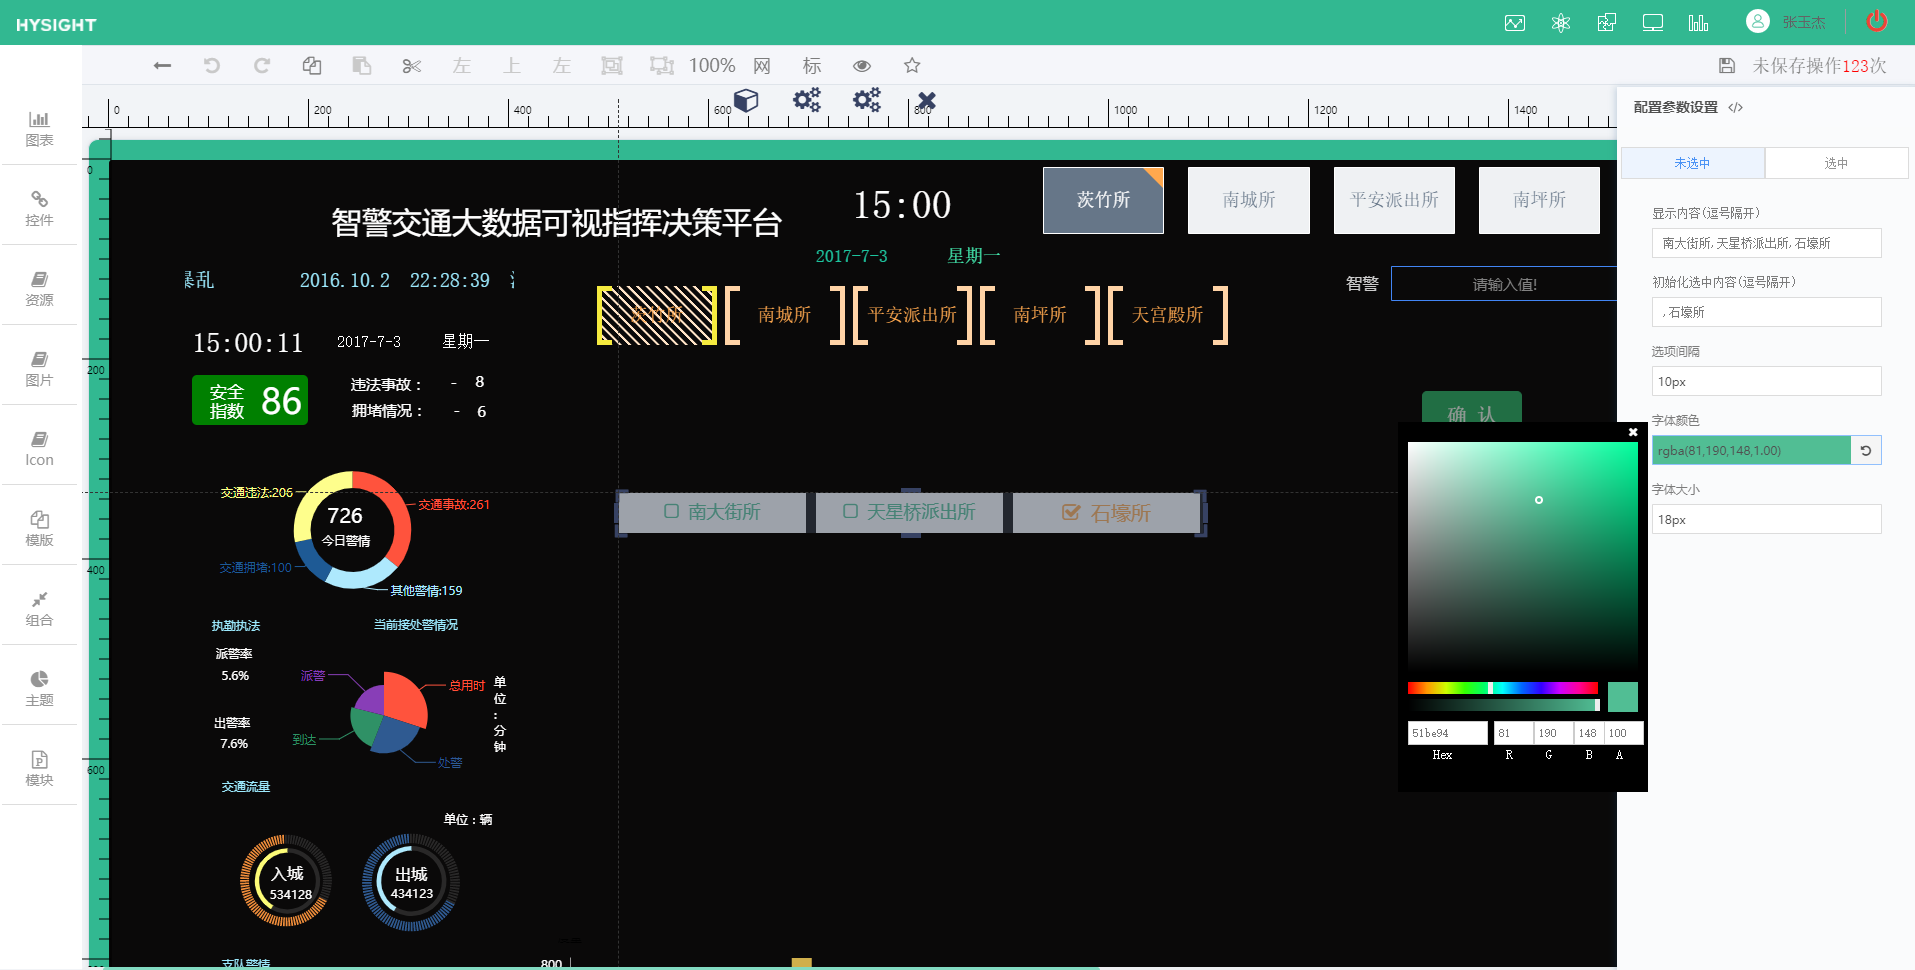 HYSIGHT
张玉杰
左 上 左 100% 网 标
未保存操作123次
0 200 400 600 800 1000 1200 1400
0
200
400
600
图表
控件
资源
图片
Icon
模版
组合
主题
模块
智警交通大数据可视指挥决策平台
15:00
2017-7-3 星期一
茨竹所 南城所 平安派出所 南坪所
暴乱 2016.10.2 22:28:39
智警 请输入值!
茨竹所 南城所 平安派出所 南坪所 天宫殿所
15:00:11 2017-7-3 星期一
安全指数 86
违法事故： - 8
拥堵情况： - 6
确 认
交通违法:206
交通事故:261
726
今日警情
交通拥堵:100
其他警情:159
南大街所 天星桥派出所 石壕所
执勤执法 当前接处警情况
派警率
5.6%
出警率
7.6%
派警
总用时
到达
处警
单位:分钟
交通流量
单位：辆
入城
534128
出城
434123
支队警情
800
配置参数设置 </>
未选中 选中
显示内容(逗号隔开)
南大街所,天星桥派出所,石壕所
初始化选中内容(逗号隔开)
,石壕所
选项间隔
10px
字体颜色
rgba(81,190,148,1.00)
字体大小
18px
51be94 81 190 148 100
Hex R G B A